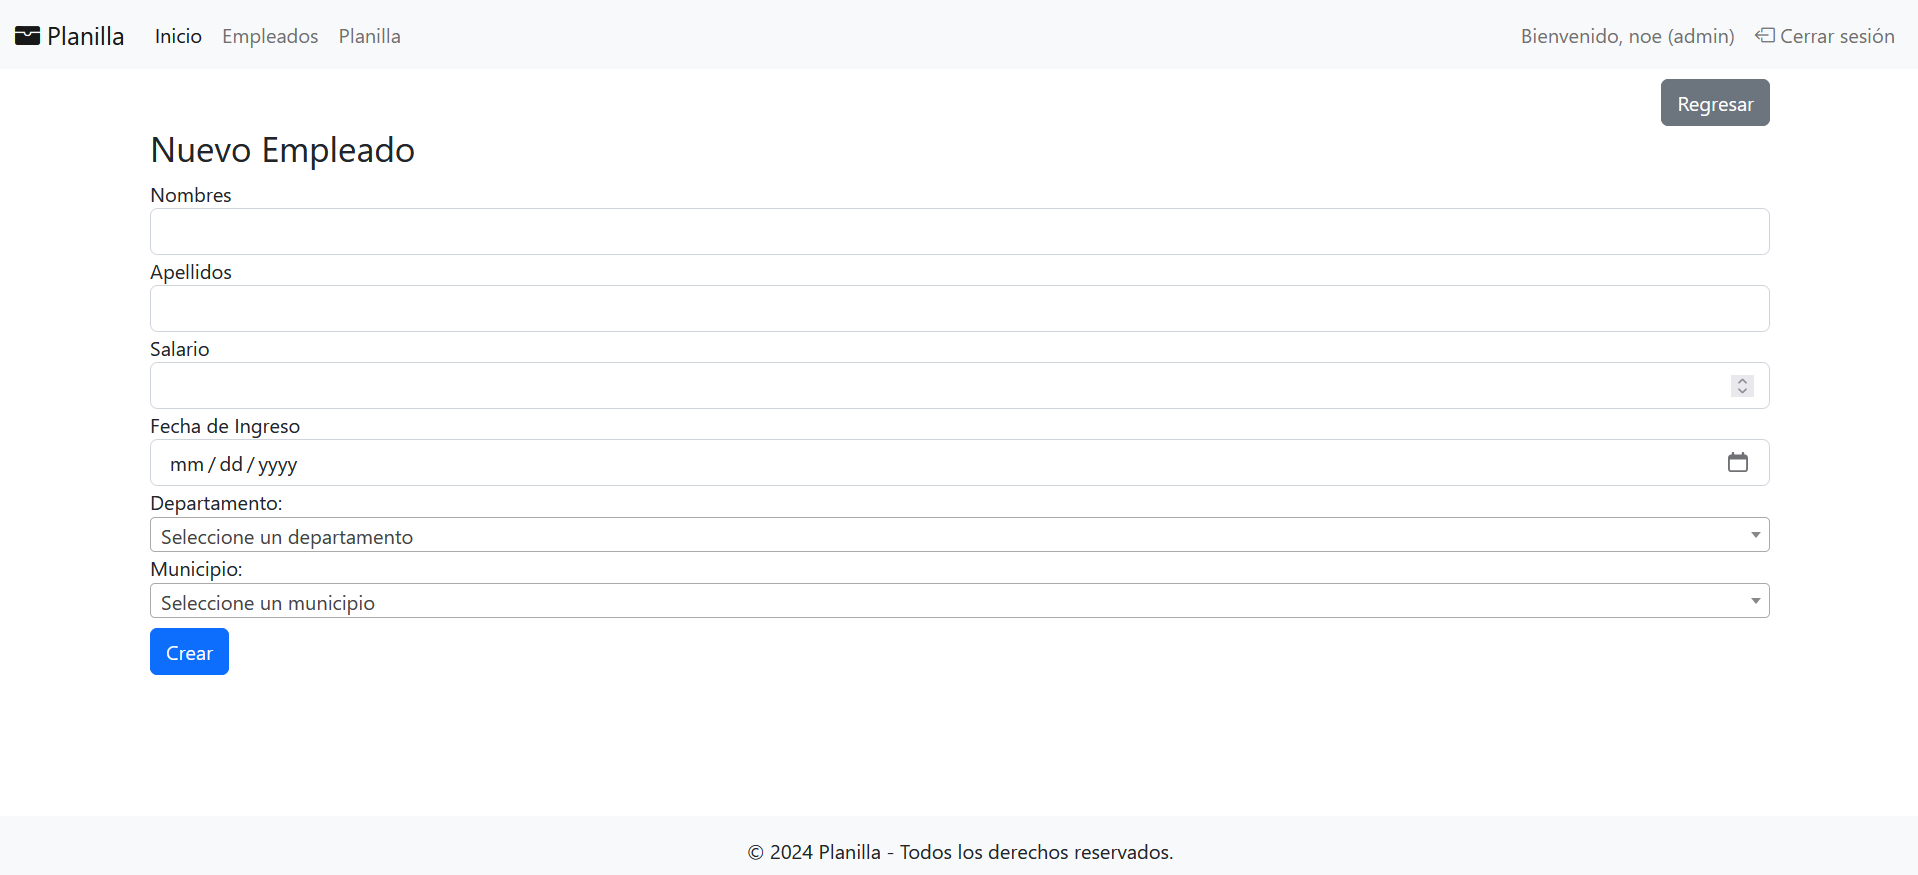 Planilla Inicio Empleados Planilla Bienvenido, noe (admin) Cerrar sesión
Regresar
Nuevo Empleado
Nombres
Apellidos
Salario
Fecha de Ingreso
mm/dd/yyyy
Departamento:
Seleccione un departamento
Municipio:
Seleccione un municipio
Crear
© 2024 Planilla - Todos los derechos reservados.